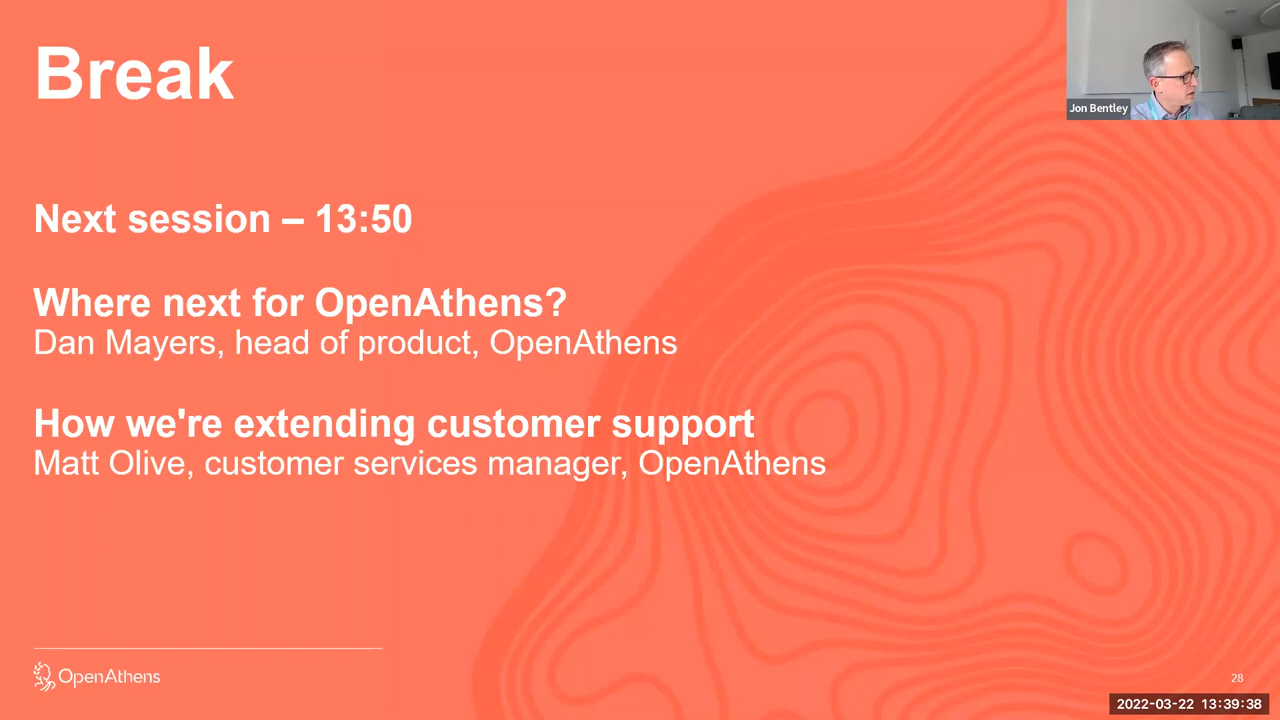 Break
Jon Bentley
Next session – 13:50
Where next for OpenAthens?
Dan Mayers, head of product, OpenAthens
How we're extending customer support
Matt Olive, customer services manager, OpenAthens
OpenAthens
28
2022-03-22 13:39:38